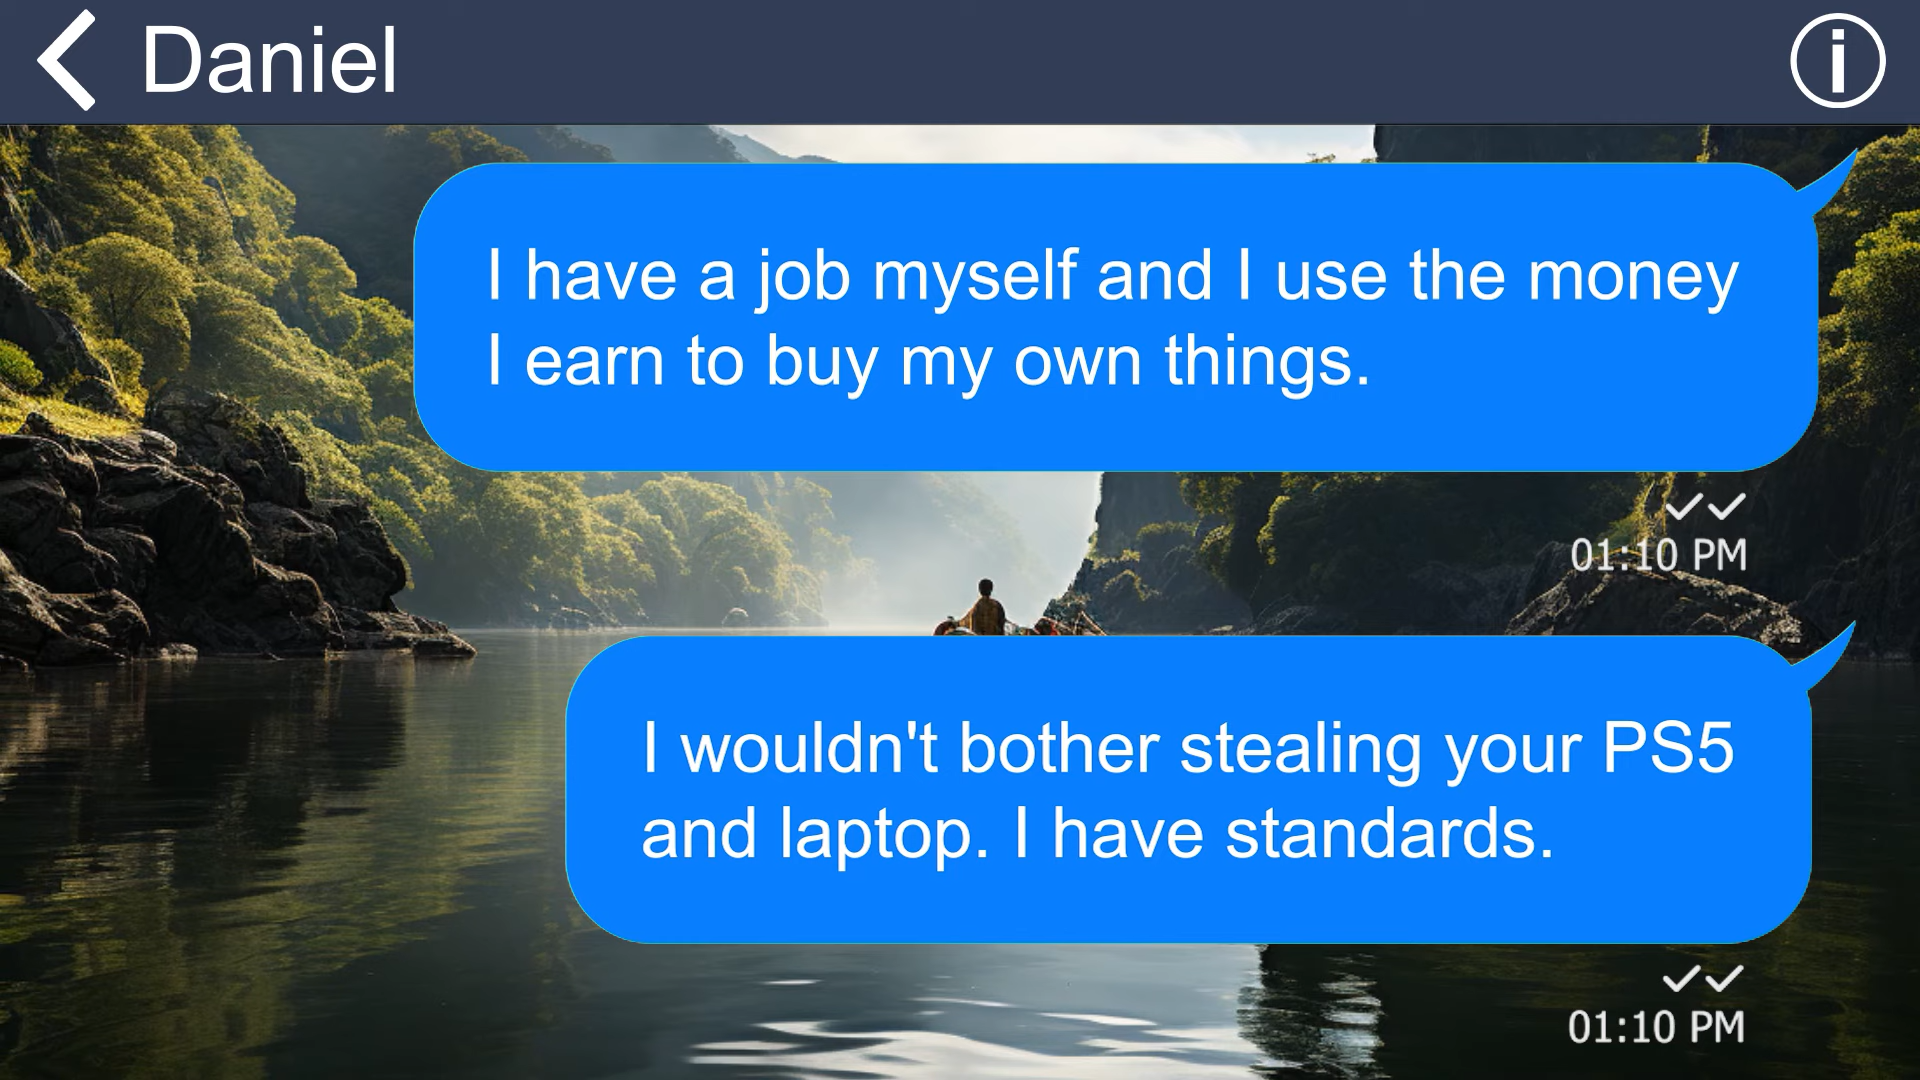 Daniel
I have a job myself and I use the money
I earn to buy my own things.
01:10 PM
I wouldn't bother stealing your PS5
and laptop. I have standards.
01:10 PM